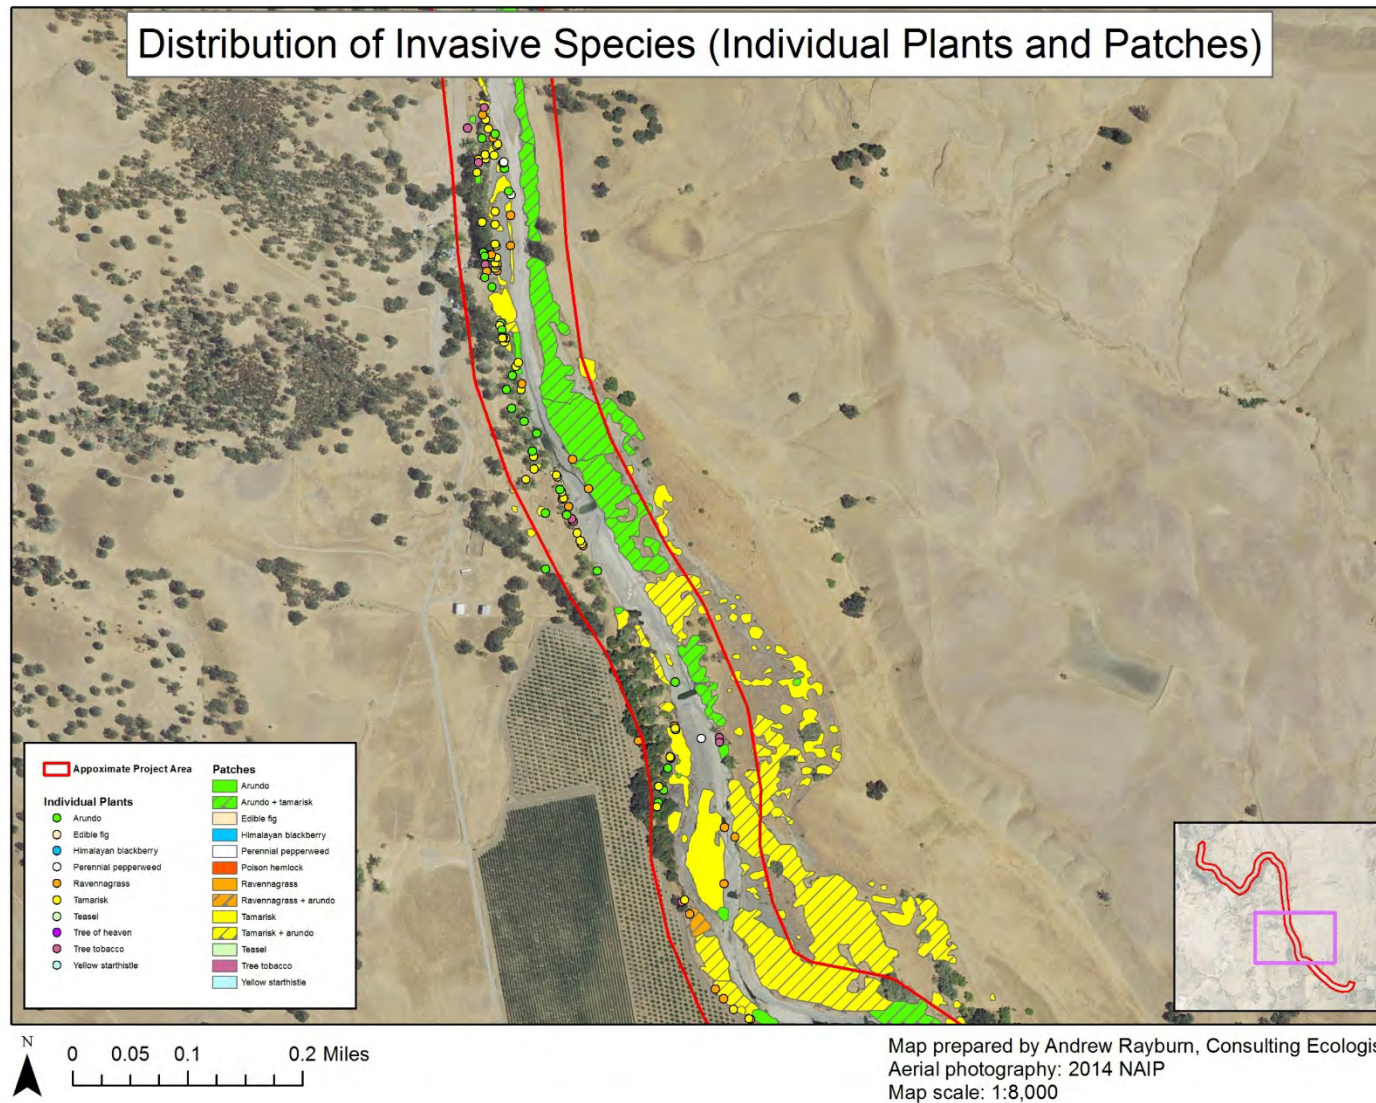 Distribution of Invasive Species (Individual Plants and Patches)
Appoximate Project Area
Individual Plants
Arundo
Edible fig
Himalayan blackberry
Perennial pepperweed
Ravennagrass
Tamarisk
Teasel
Tree of heaven
Tree tobacco
Yellow starthistle
Patches
Arundo
Arundo + tamarisk
Edible fig
Himalayan blackberry
Perennial pepperweed
Poison hemlock
Ravennagrass
Ravennagrass + arundo
Tamarisk
Tamarisk + arundo
Teasel
Tree tobacco
Yellow starthistle
N
0 0.05 0.1 0.2 Miles
Map prepared by Andrew Rayburn, Consulting Ecologis
Aerial photography: 2014 NAIP
Map scale: 1:8,000